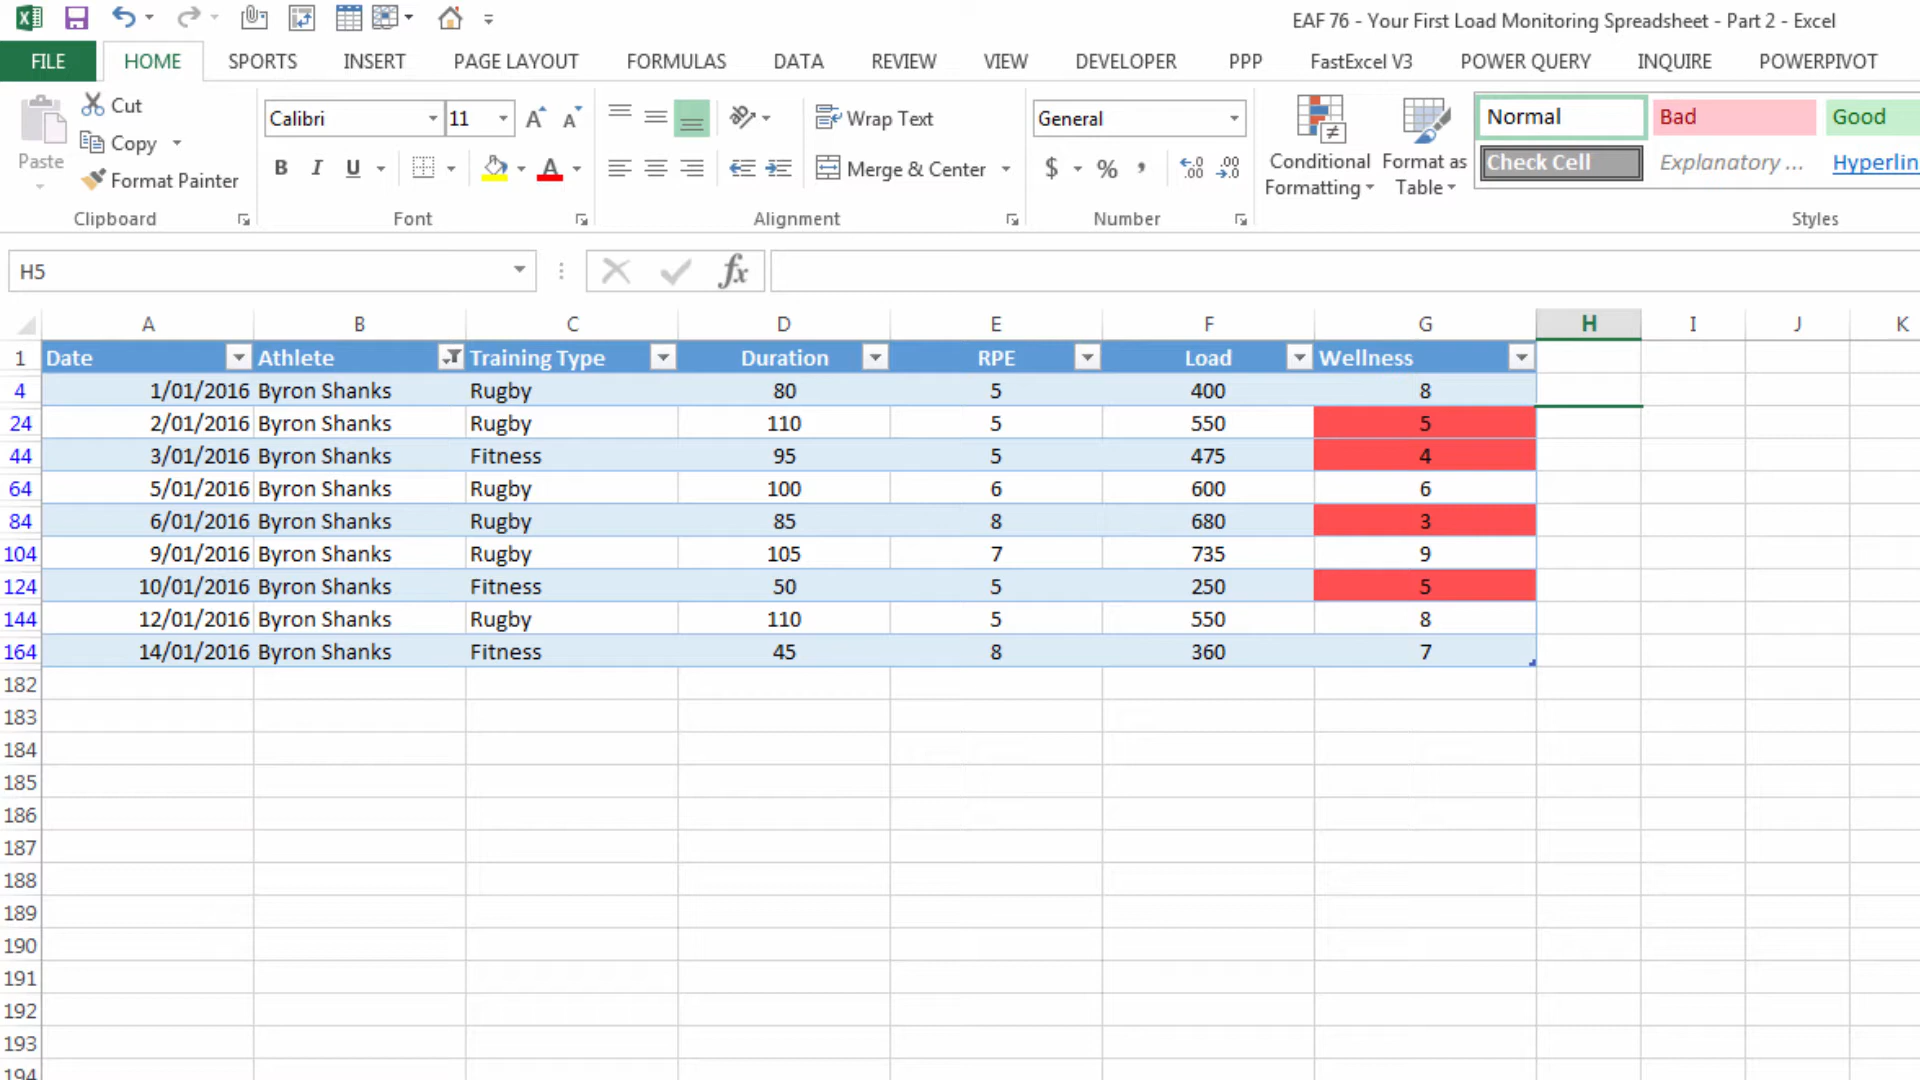 EAF 76 - Your First Load Monitoring Spreadsheet - Part 2 - Excel
FILE HOME SPORTS INSERT PAGE LAYOUT FORMULAS DATA REVIEW VIEW DEVELOPER PPP FastExcel V3 POWER QUERY INQUIRE POWERPIVOT
Paste
Cut
Copy
Format Painter
Clipboard
Calibri 11
B I U A
Font
Wrap Text
Merge & Center
Alignment
General
$ % ,
Number
Conditional Formatting
Format as Table
Normal Bad Good
Check Cell Explanatory ... Hyperlin
Styles
H5 fx
A B C D E F G H I J K
1 Date Athlete Training Type Duration RPE Load Wellness
4 1/01/2016 Byron Shanks Rugby 80 5 400 8
24 2/01/2016 Byron Shanks Rugby 110 5 550 5
44 3/01/2016 Byron Shanks Fitness 95 5 475 4
64 5/01/2016 Byron Shanks Rugby 100 6 600 6
84 6/01/2016 Byron Shanks Rugby 85 8 680 3
104 9/01/2016 Byron Shanks Rugby 105 7 735 9
124 10/01/2016 Byron Shanks Fitness 50 5 250 5
144 12/01/2016 Byron Shanks Rugby 110 5 550 8
164 14/01/2016 Byron Shanks Fitness 45 8 360 7
182
183
184
185
186
187
188
189
190
191
192
193
194